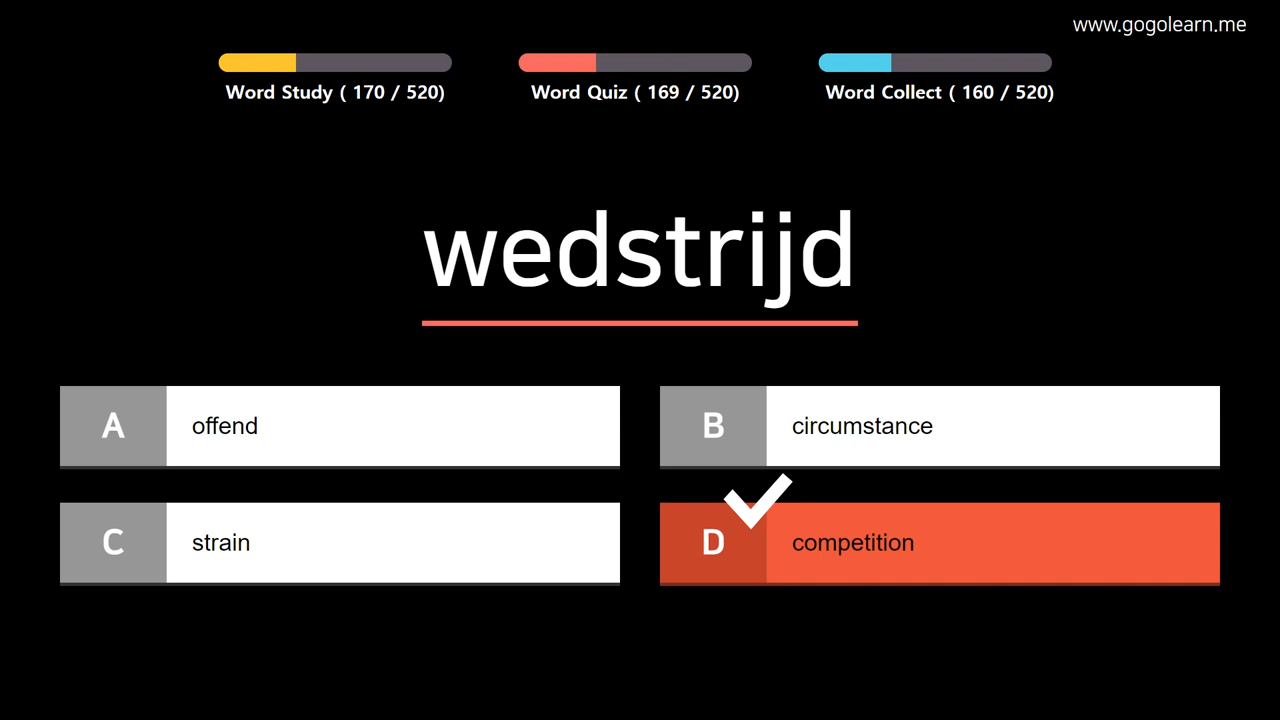 www.gogolearn.me
Word Study ( 170 / 520)
Word Quiz ( 169 / 520)
Word Collect ( 160 / 520)
wedstrijd
A offend
B circumstance
C strain
D competition